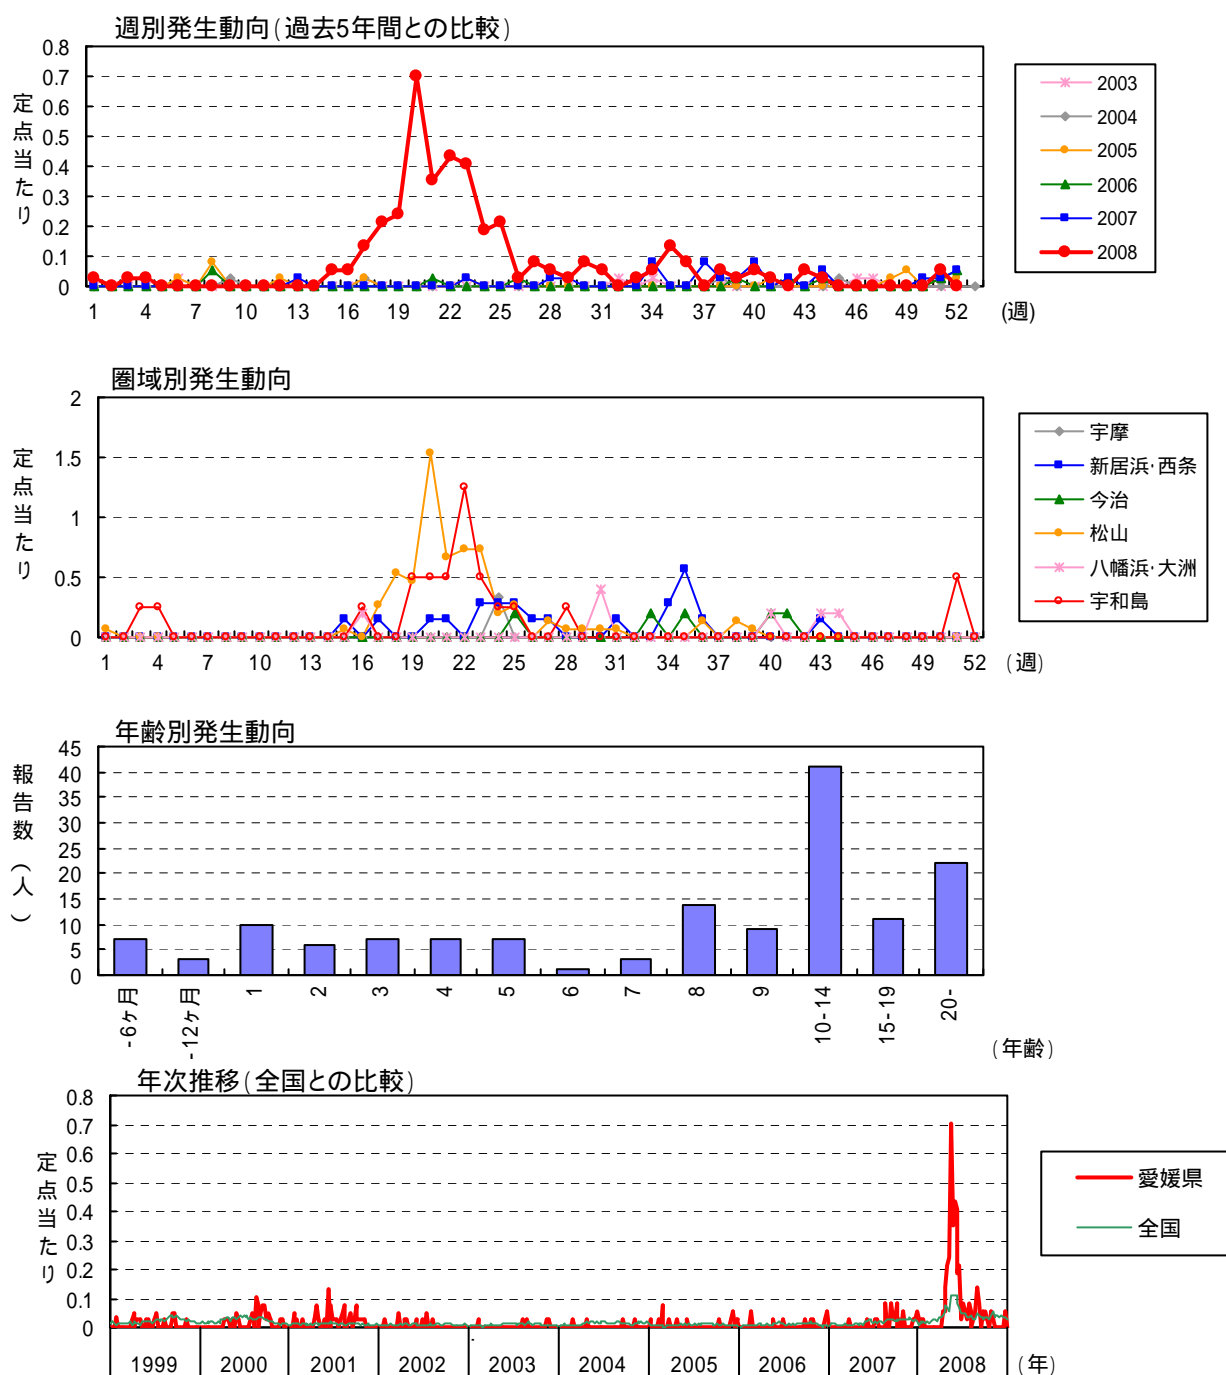 週別発生動向(過去5年間との比較)
定点当たり
0.8
0.7
0.6
0.5
0.4
0.3
0.2
0.1
0
1 4 7 10 13 16 19 22 25 28 31 34 37 40 43 46 49 52 (週)
2003
2004
2005
2006
2007
2008
圏域別発生動向
定点当たり
2
1.5
1
0.5
0
1 4 7 10 13 16 19 22 25 28 31 34 37 40 43 46 49 52 (週)
宇摩
新居浜・西条
今治
松山
八幡浜・大洲
宇和島
年齢別発生動向
報告数(人)
45
40
35
30
25
20
15
10
5
0
-6ヶ月 -12ヶ月 1 2 3 4 5 6 7 8 9 10-14 15-19 20-
(年齢)
年次推移(全国との比較)
定点当たり
0.8
0.7
0.6
0.5
0.4
0.3
0.2
0.1
0
1999 2000 2001 2002 2003 2004 2005 2006 2007 2008 (年)
愛媛県
全国